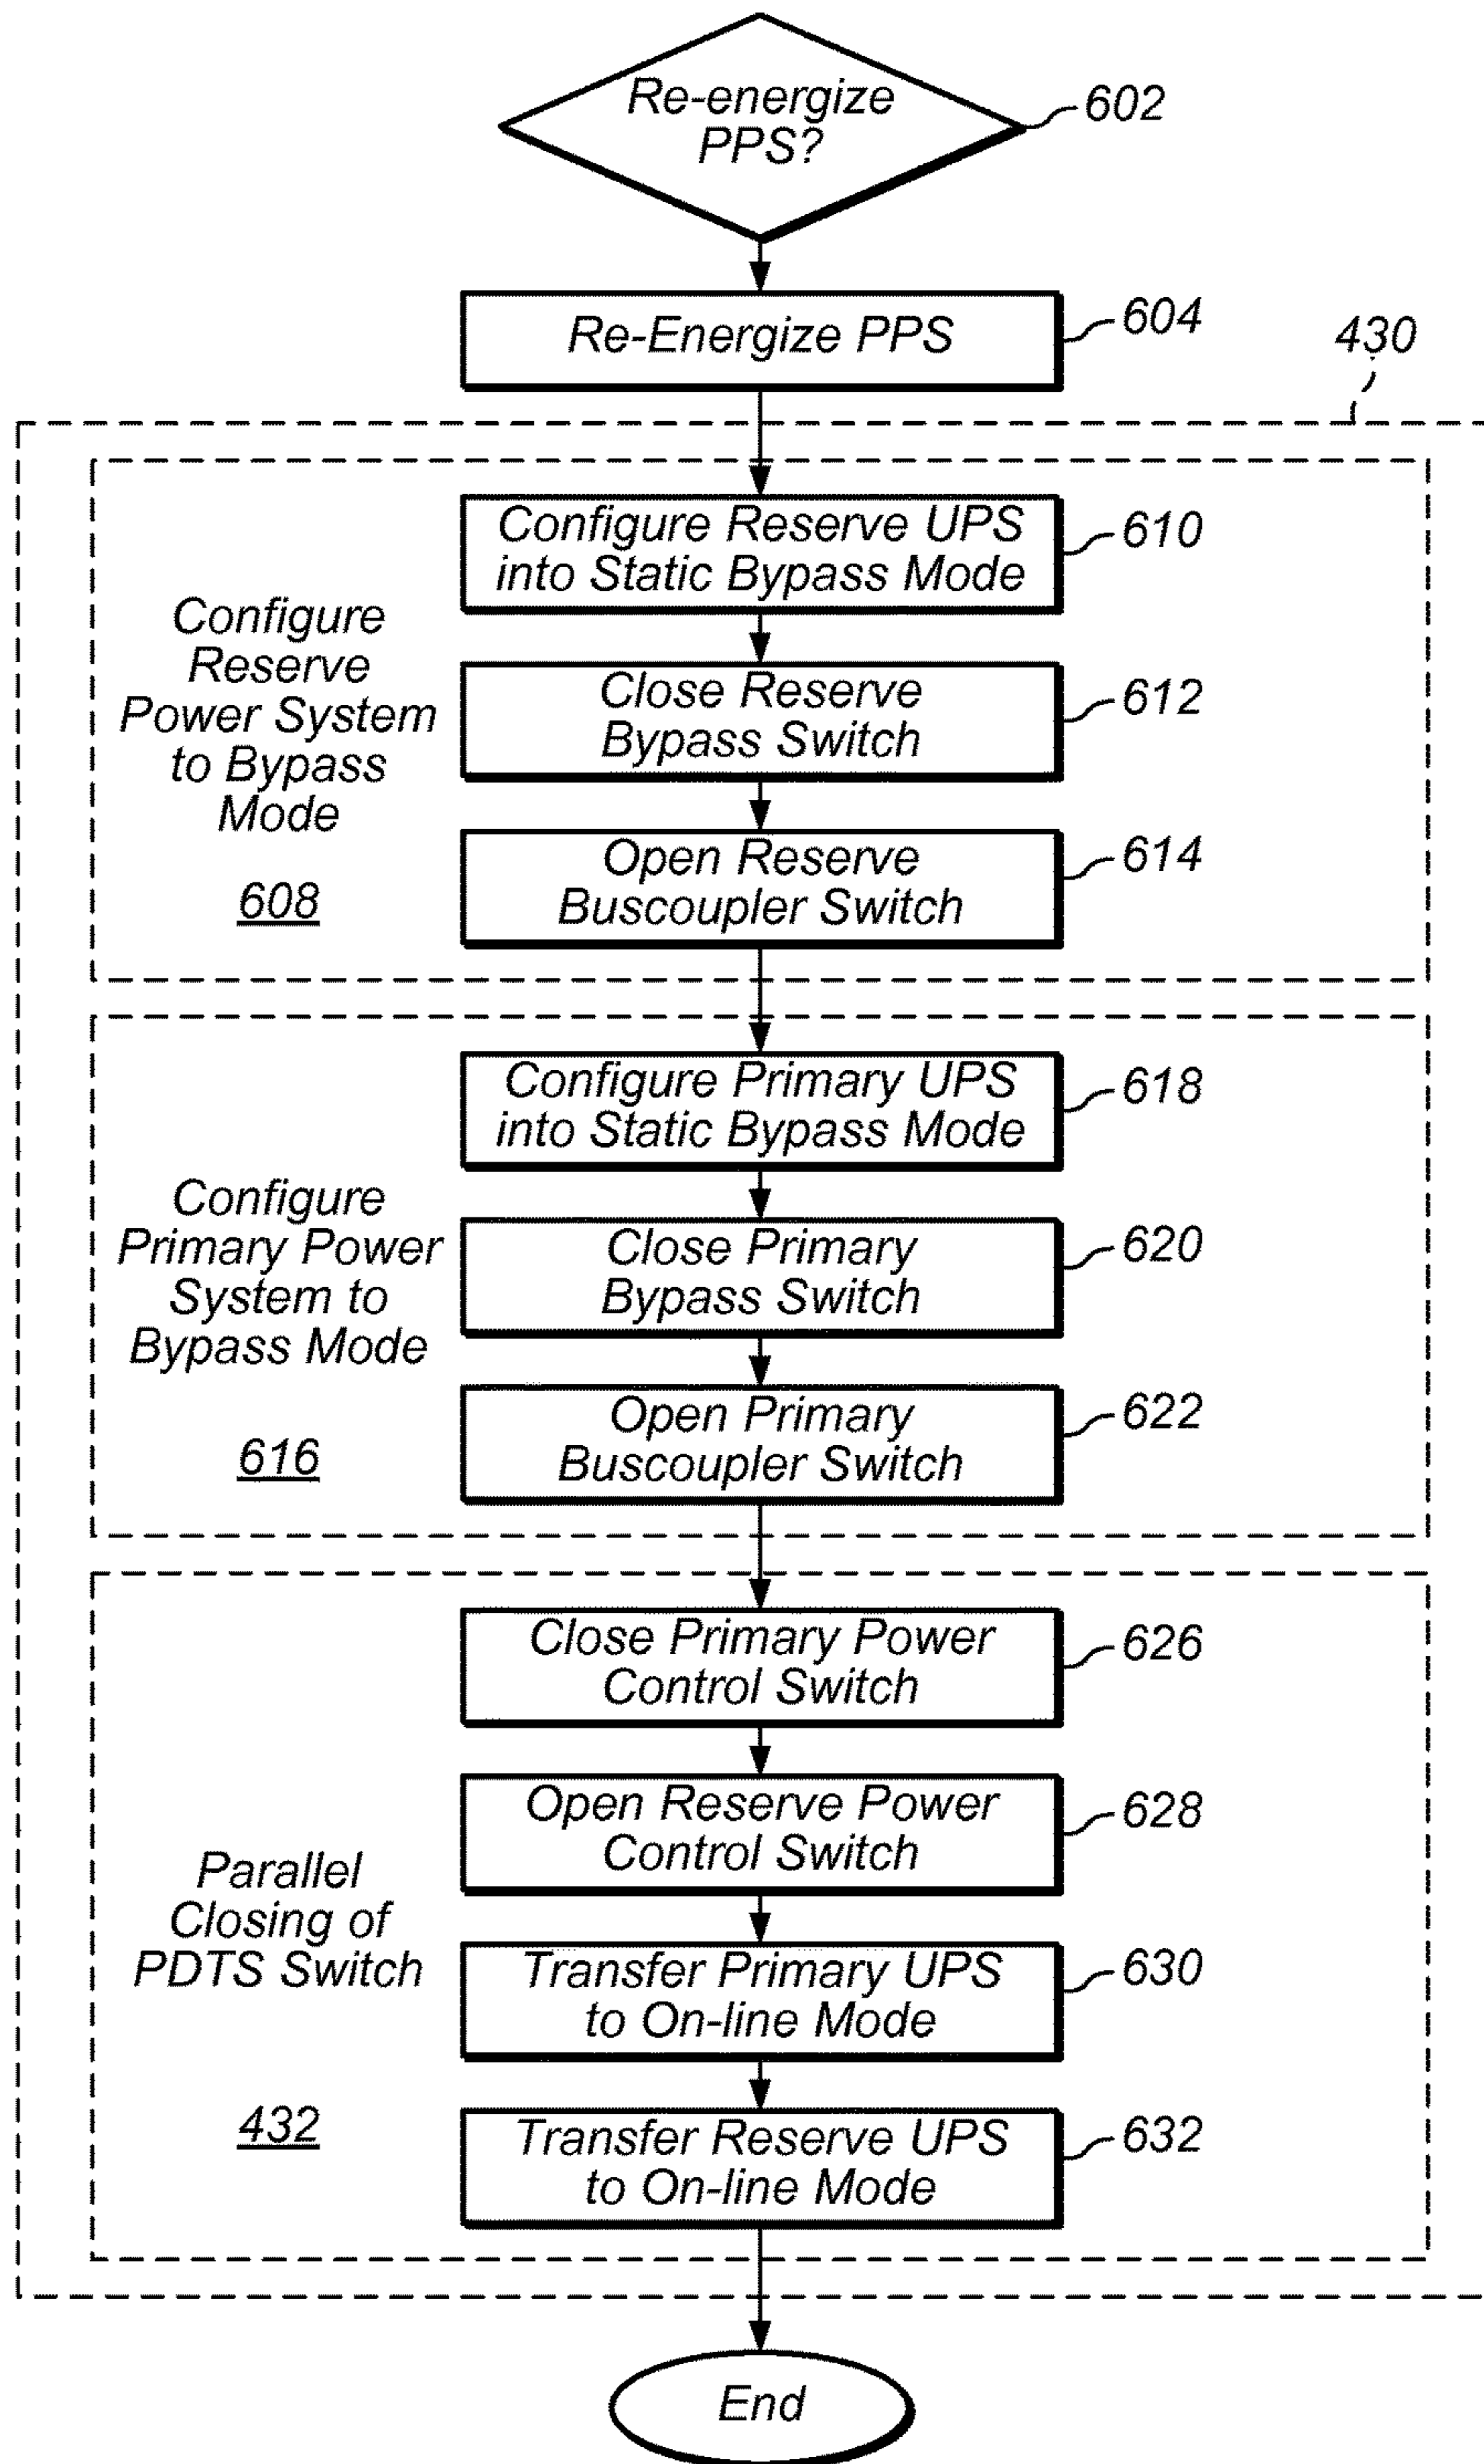 Re-energize
PPS?
602
Re-Energize PPS
604
430
Configure Reserve UPS
into Static Bypass Mode
610
Configure
Reserve
Power System
to Bypass
Mode
608
Close Reserve
Bypass Switch
612
Open Reserve
Buscoupler Switch
614
Configure Primary UPS
into Static Bypass Mode
618
Configure
Primary Power
System to
Bypass Mode
616
Close Primary
Bypass Switch
620
Open Primary
Buscoupler Switch
622
Close Primary Power
Control Switch
626
Open Reserve Power
Control Switch
628
Parallel
Closing of
PDTS Switch
432
Transfer Primary UPS
to On-line Mode
630
Transfer Reserve UPS
to On-line Mode
632
End